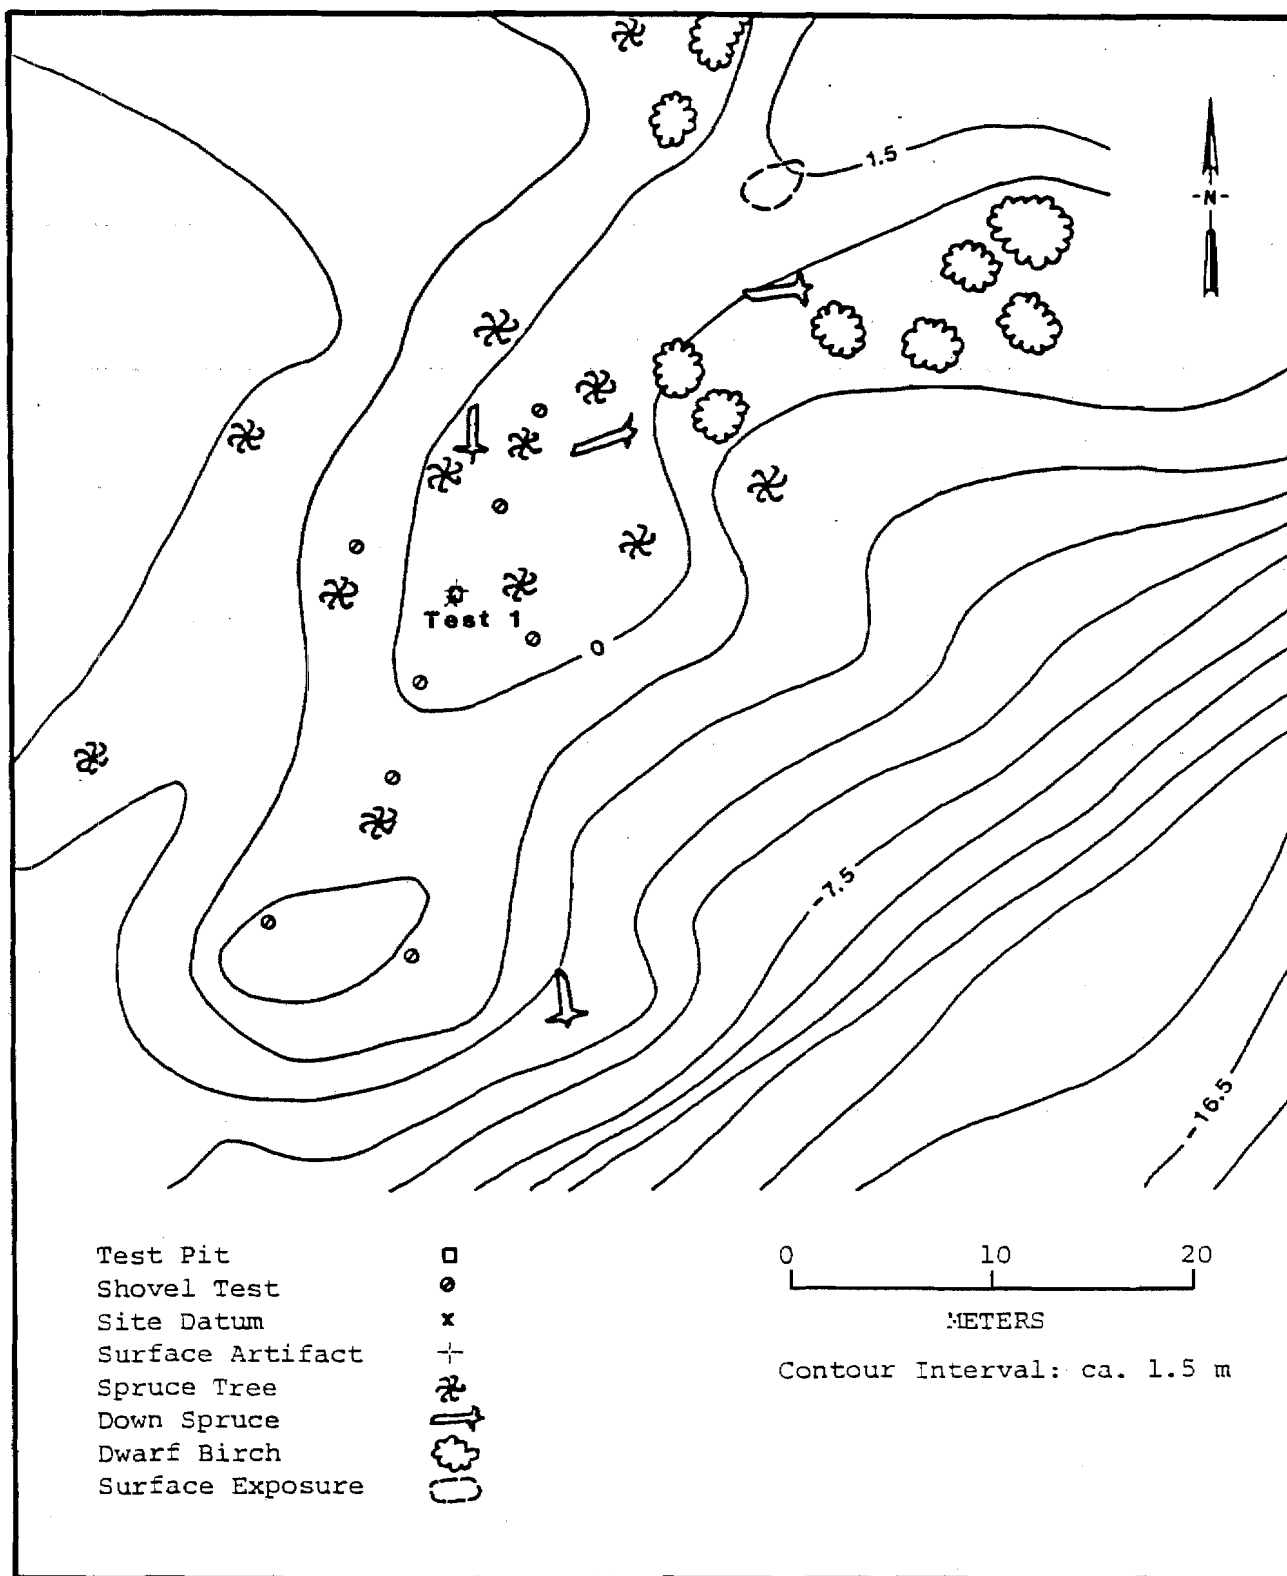 1.5
-N-
Test 1
0
-7.5
-16.5
Test Pit
Shovel Test
Site Datum
Surface Artifact
Spruce Tree
Down Spruce
Dwarf Birch
Surface Exposure
0 10 20
METERS
Contour Interval: ca. 1.5 m